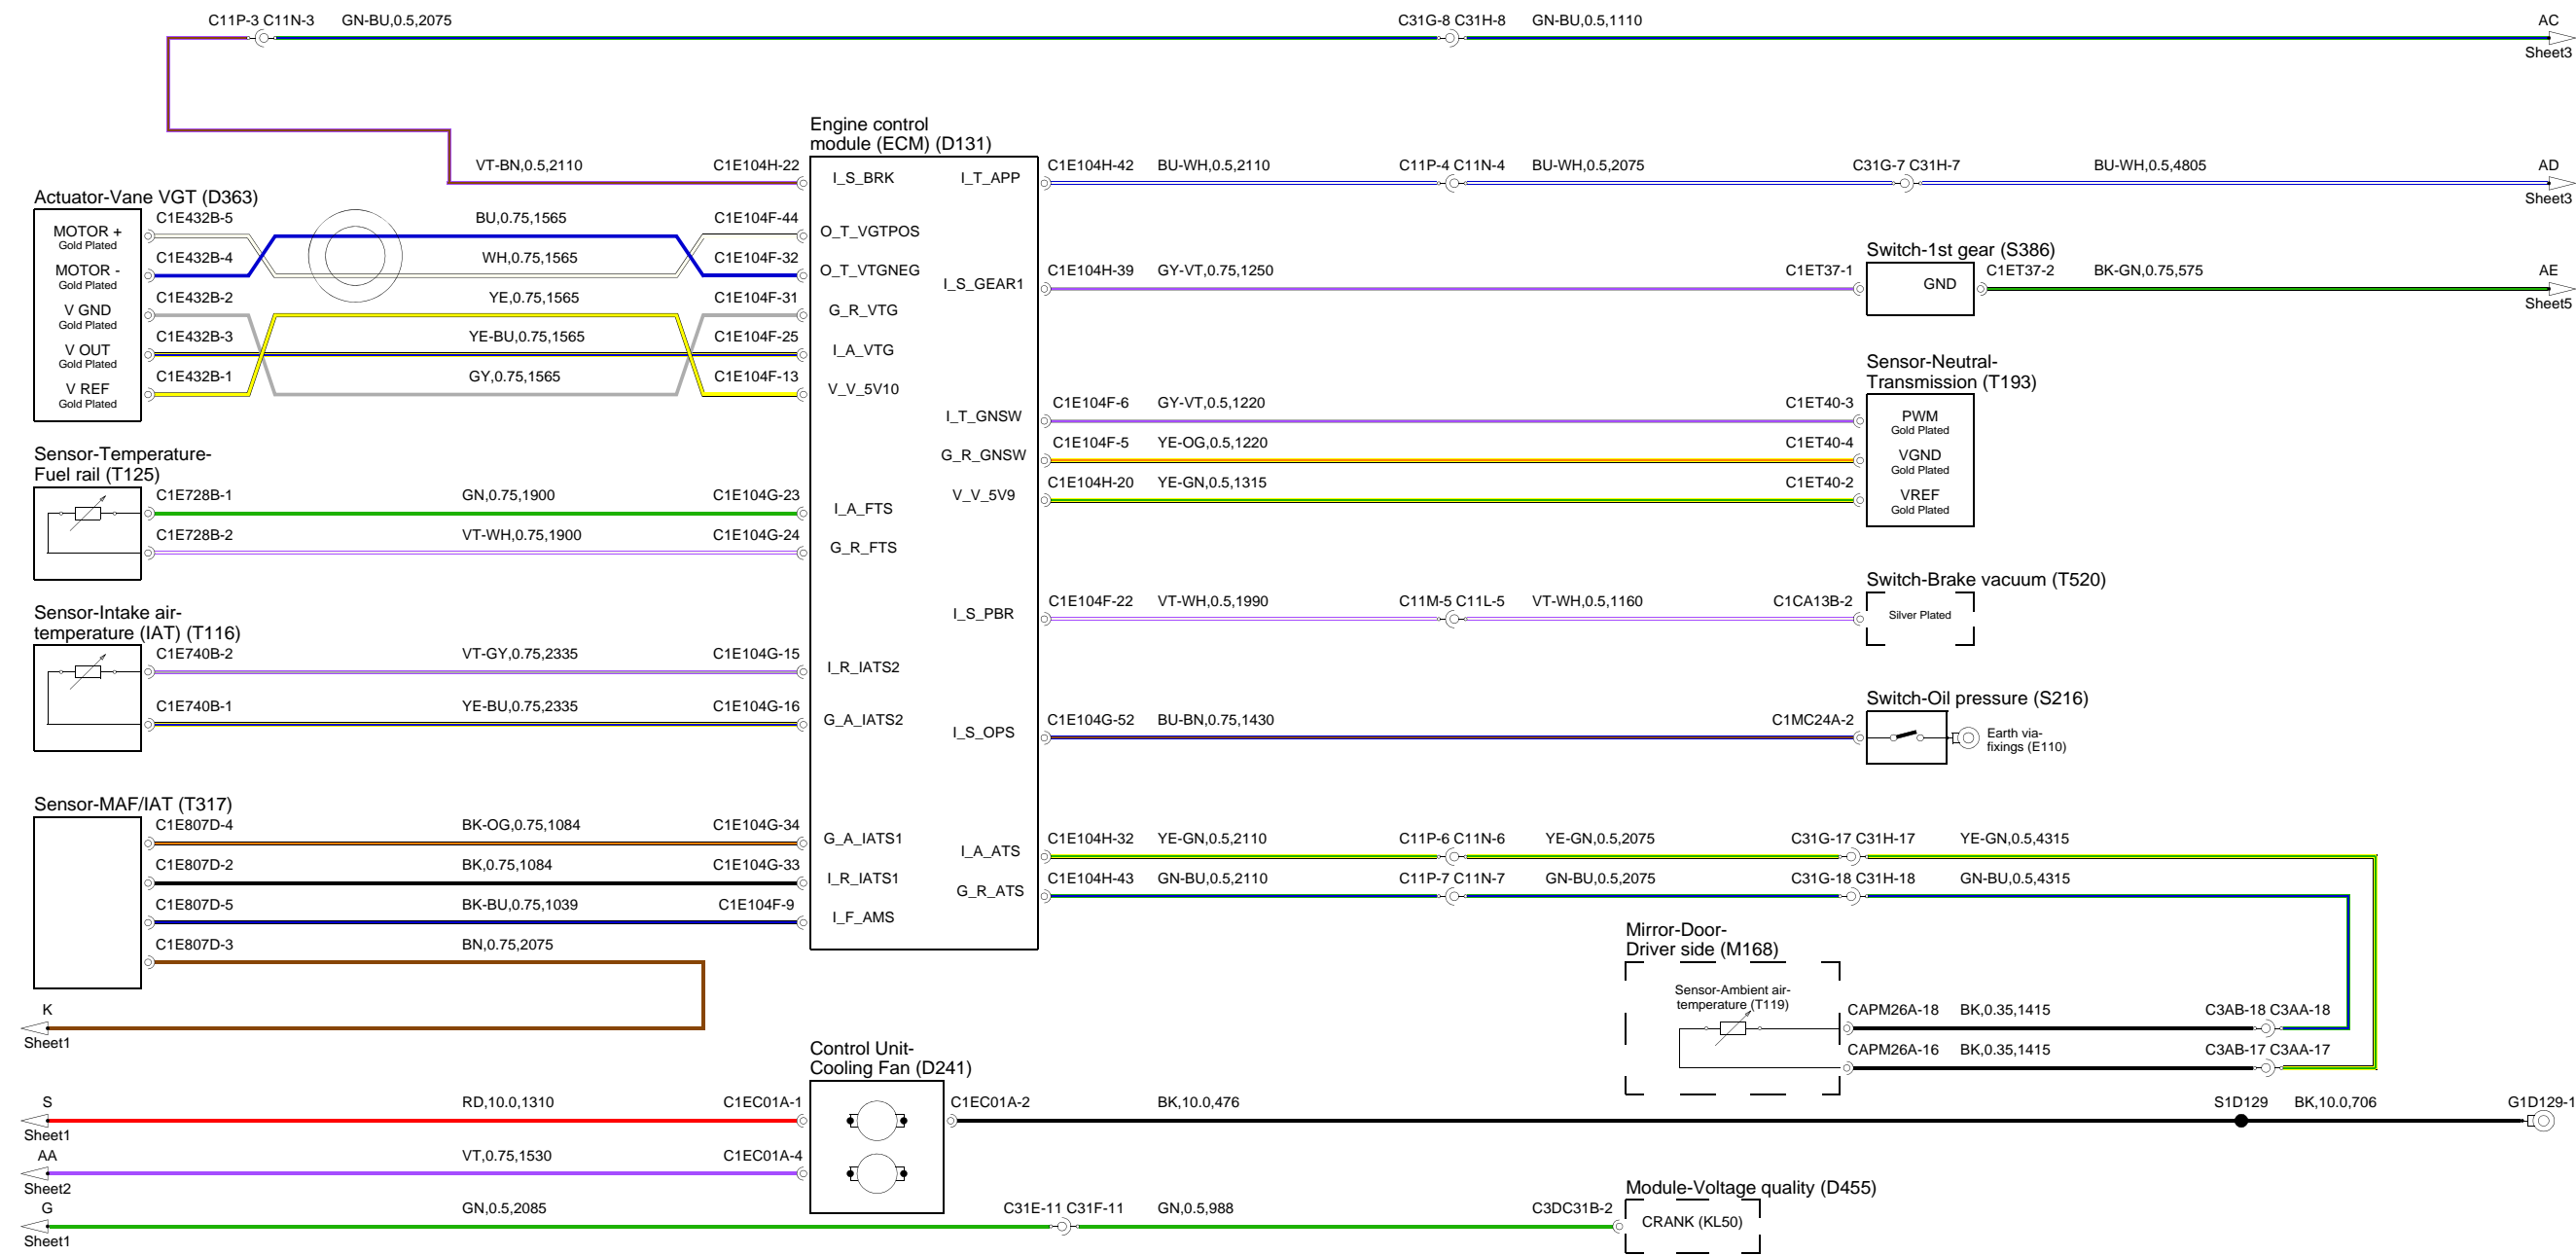 C11P-3 C11N-3 GN-BU,0.5,2075 C31G-8 C31H-8 GN-BU,0.5,1110 AC
Sheet3
Engine control
module (ECM) (D131)
VT-BN,0.5,2110 C1E104H-22 I_S_BRK I_T_APP C1E104H-42 BU-WH,0.5,2110 C11P-4 C11N-4 BU-WH,0.5,2075 C31G-7 C31H-7 BU-WH,0.5,4805 AD
Sheet3
Actuator-Vane VGT (D363)
C1E432B-5 BU,0.75,1565 C1E104F-44
MOTOR + O_T_VGTPOS
Gold Plated
C1E432B-4 WH,0.75,1565 C1E104F-32
MOTOR - O_T_VTGNEG
Gold Plated
C1E432B-2 YE,0.75,1565 C1E104F-31
V GND G_R_VTG
Gold Plated
C1E432B-3 YE-BU,0.75,1565 C1E104F-25
V OUT I_A_VTG
Gold Plated
C1E432B-1 GY,0.75,1565 C1E104F-13
V REF V_V_5V10
Gold Plated
Switch-1st gear (S386)
I_S_GEAR1 C1E104H-39 GY-VT,0.75,1250 C1ET37-1 GND C1ET37-2 BK-GN,0.75,575 AE
Sheet5
Sensor-Neutral-
Transmission (T193)
I_T_GNSW C1E104F-6 GY-VT,0.5,1220 C1ET40-3 PWM
Gold Plated
G_R_GNSW C1E104F-5 YE-OG,0.5,1220 C1ET40-4 VGND
Gold Plated
V_V_5V9 C1E104H-20 YE-GN,0.5,1315 C1ET40-2 VREF
Gold Plated
Sensor-Temperature-
Fuel rail (T125)
C1E728B-1 GN,0.75,1900 C1E104G-23 I_A_FTS
C1E728B-2 VT-WH,0.75,1900 C1E104G-24 G_R_FTS
Switch-Brake vacuum (T520)
I_S_PBR C1E104F-22 VT-WH,0.5,1990 C11M-5 C11L-5 VT-WH,0.5,1160 C1CA13B-2 Silver Plated
Sensor-Intake air-
temperature (IAT) (T116)
C1E740B-2 VT-GY,0.75,2335 C1E104G-15 I_R_IATS2
C1E740B-1 YE-BU,0.75,2335 C1E104G-16 G_A_IATS2
Switch-Oil pressure (S216)
I_S_OPS C1E104G-52 BU-BN,0.75,1430 C1MC24A-2 Earth via-
fixings (E110)
Sensor-MAF/IAT (T317)
C1E807D-4 BK-OG,0.75,1084 C1E104G-34 G_A_IATS1
C1E807D-2 BK,0.75,1084 C1E104G-33 I_R_IATS1
C1E807D-5 BK-BU,0.75,1039 C1E104F-9 I_F_AMS
C1E807D-3 BN,0.75,2075
K
Sheet1
I_A_ATS C1E104H-32 YE-GN,0.5,2110 C11P-6 C11N-6 YE-GN,0.5,2075 C31G-17 C31H-17 YE-GN,0.5,4315
G_R_ATS C1E104H-43 GN-BU,0.5,2110 C11P-7 C11N-7 GN-BU,0.5,2075 C31G-18 C31H-18 GN-BU,0.5,4315
Mirror-Door-
Driver side (M168)
Sensor-Ambient air-
temperature (T119)
CAPM26A-18 BK,0.35,1415 C3AB-18 C3AA-18
CAPM26A-16 BK,0.35,1415 C3AB-17 C3AA-17
Control Unit-
Cooling Fan (D241)
S RD,10.0,1310 C1EC01A-1 C1EC01A-2 BK,10.0,476 S1D129 BK,10.0,706 G1D129-1
Sheet1
AA VT,0.75,1530 C1EC01A-4
Sheet2
Module-Voltage quality (D455)
G GN,0.5,2085 C31E-11 C31F-11 GN,0.5,988 C3DC31B-2 CRANK (KL50)
Sheet1